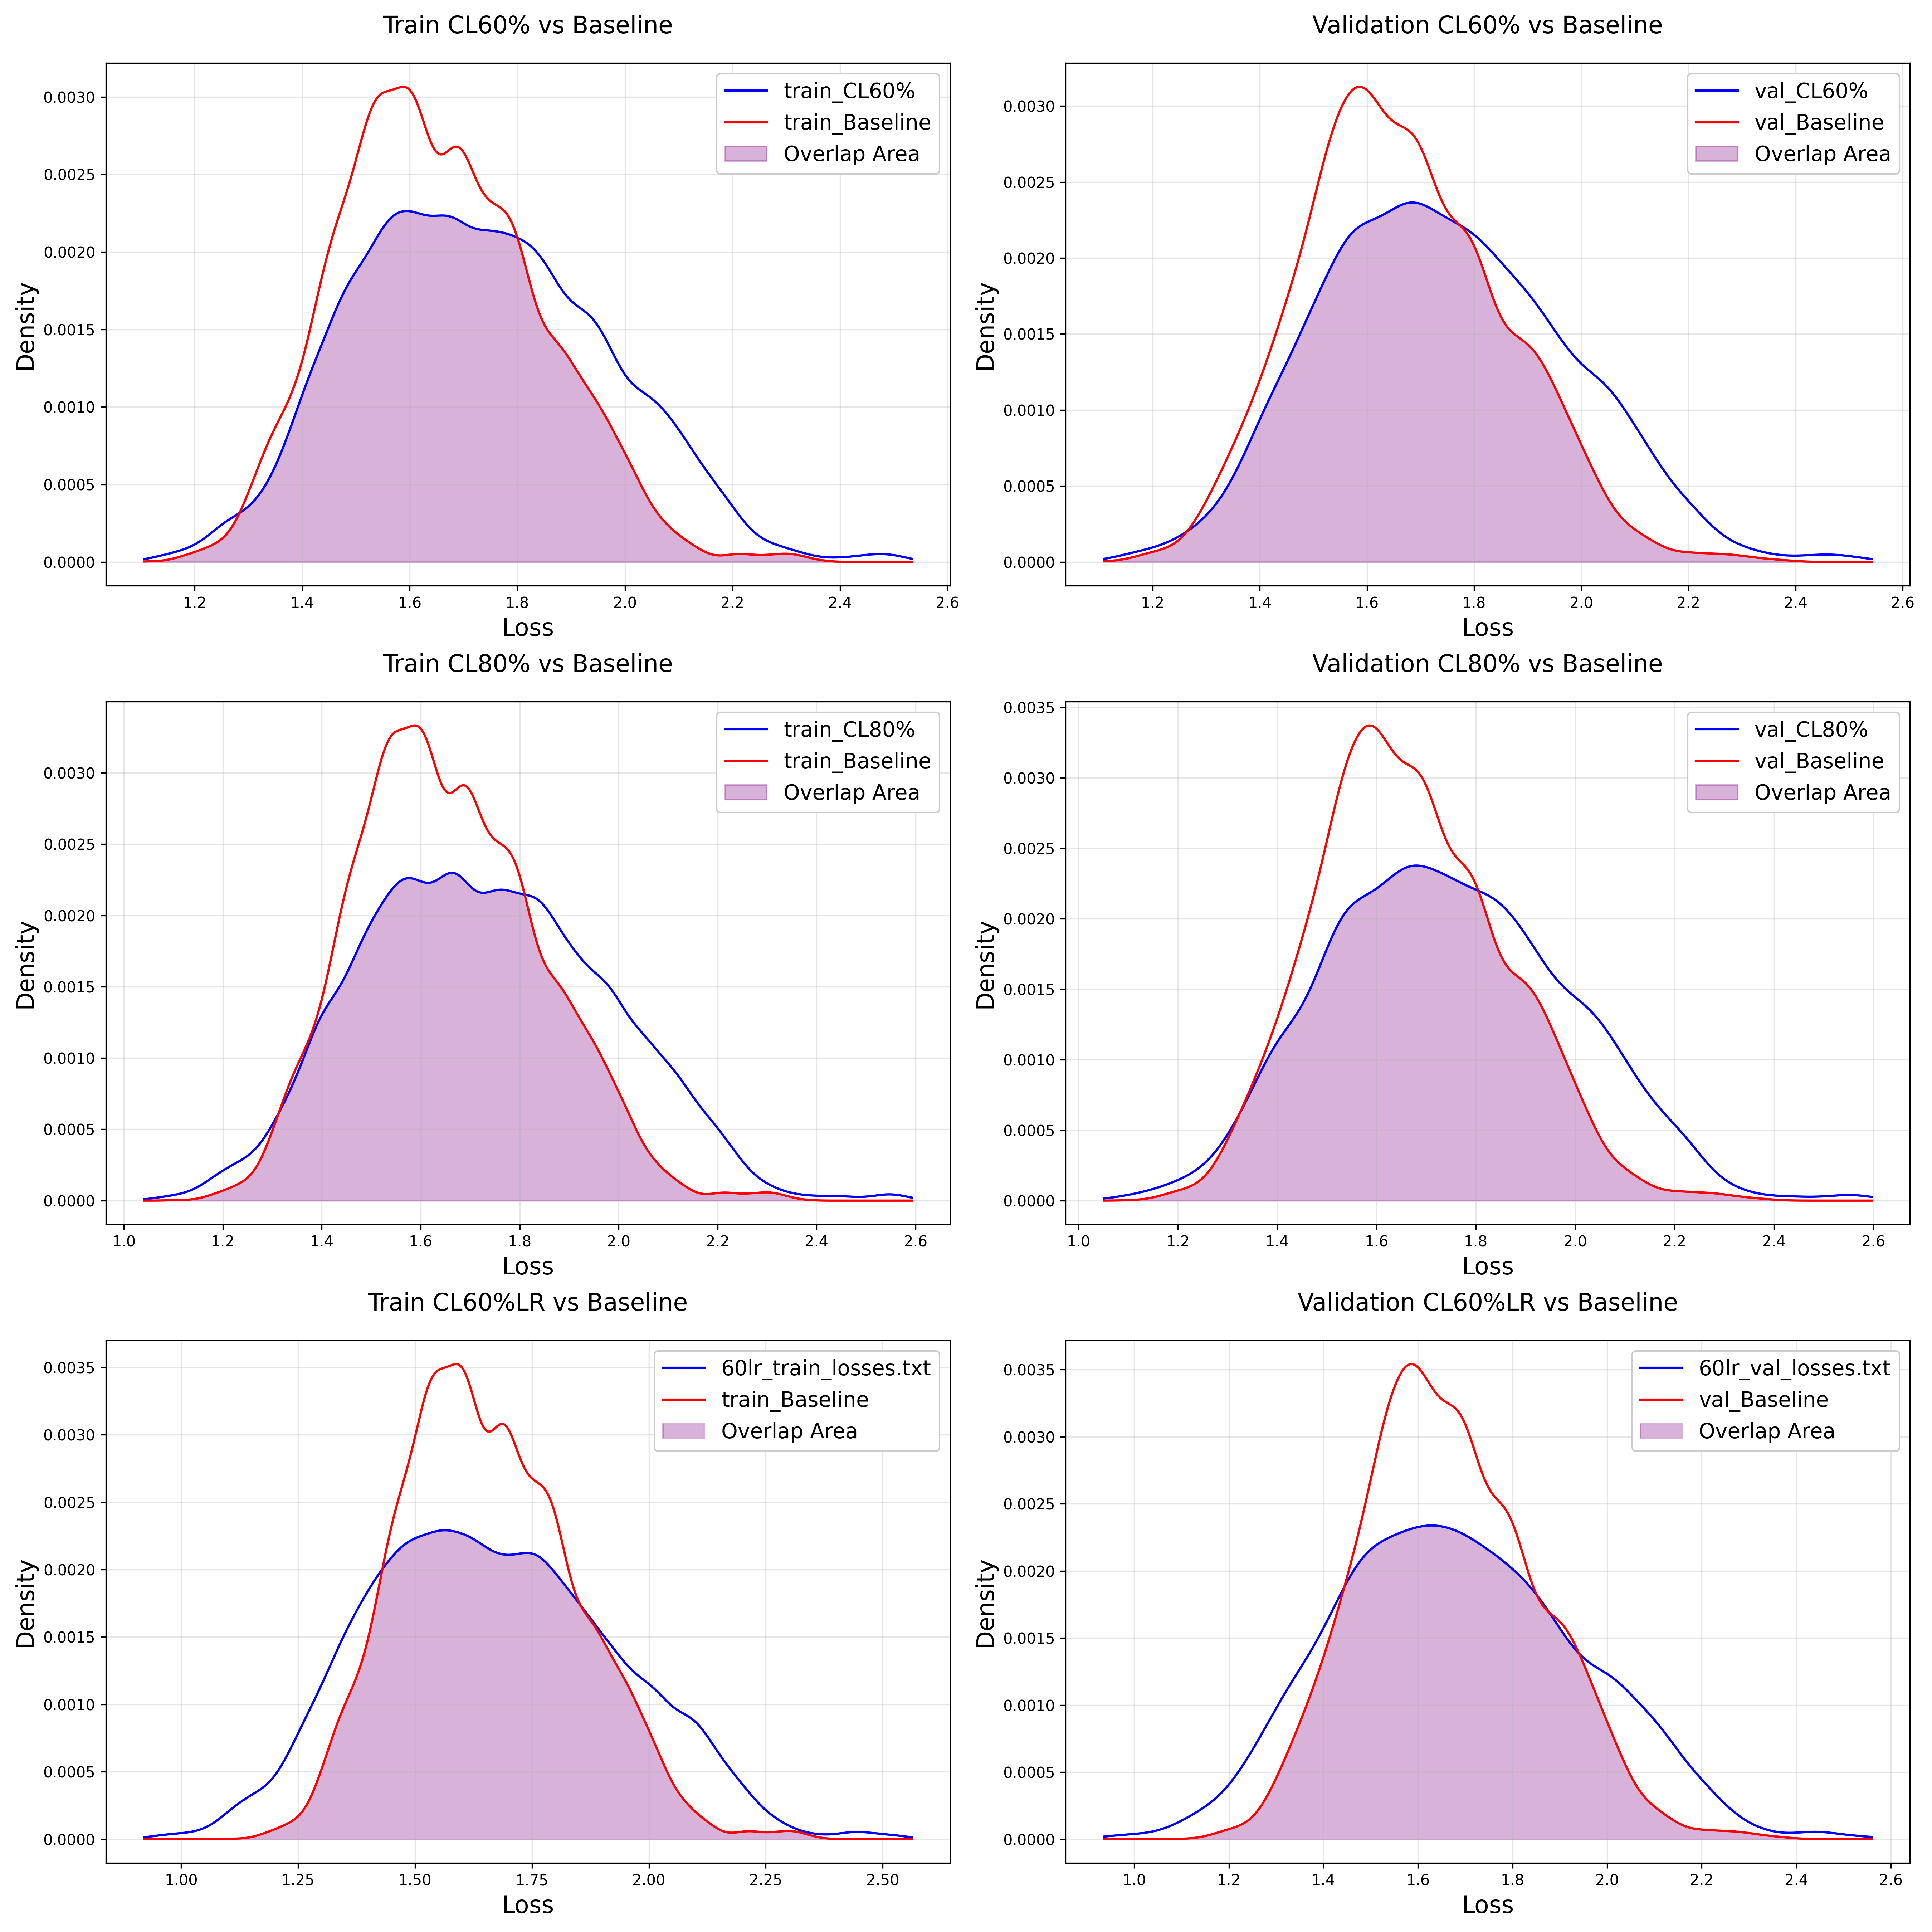 Train CL60% vs Baseline
train_CL60%
train_Baseline
Overlap Area
Density
0.0030
0.0025
0.0020
0.0015
0.0010
0.0005
0.0000
1.2 1.4 1.6 1.8 2.0 2.2 2.4 2.6
Loss
Validation CL60% vs Baseline
val_CL60%
val_Baseline
Overlap Area
Density
0.0030
0.0025
0.0020
0.0015
0.0010
0.0005
0.0000
1.2 1.4 1.6 1.8 2.0 2.2 2.4 2.6
Loss
Train CL80% vs Baseline
train_CL80%
train_Baseline
Overlap Area
Density
0.0030
0.0025
0.0020
0.0015
0.0010
0.0005
0.0000
1.0 1.2 1.4 1.6 1.8 2.0 2.2 2.4 2.6
Loss
Validation CL80% vs Baseline
val_CL80%
val_Baseline
Overlap Area
Density
0.0035
0.0030
0.0025
0.0020
0.0015
0.0010
0.0005
0.0000
1.0 1.2 1.4 1.6 1.8 2.0 2.2 2.4 2.6
Loss
Train CL60%LR vs Baseline
60lr_train_losses.txt
train_Baseline
Overlap Area
Density
0.0035
0.0030
0.0025
0.0020
0.0015
0.0010
0.0005
0.0000
1.00 1.25 1.50 1.75 2.00 2.25 2.50
Loss
Validation CL60%LR vs Baseline
60lr_val_losses.txt
val_Baseline
Overlap Area
Density
0.0035
0.0030
0.0025
0.0020
0.0015
0.0010
0.0005
0.0000
1.0 1.2 1.4 1.6 1.8 2.0 2.2 2.4 2.6
Loss